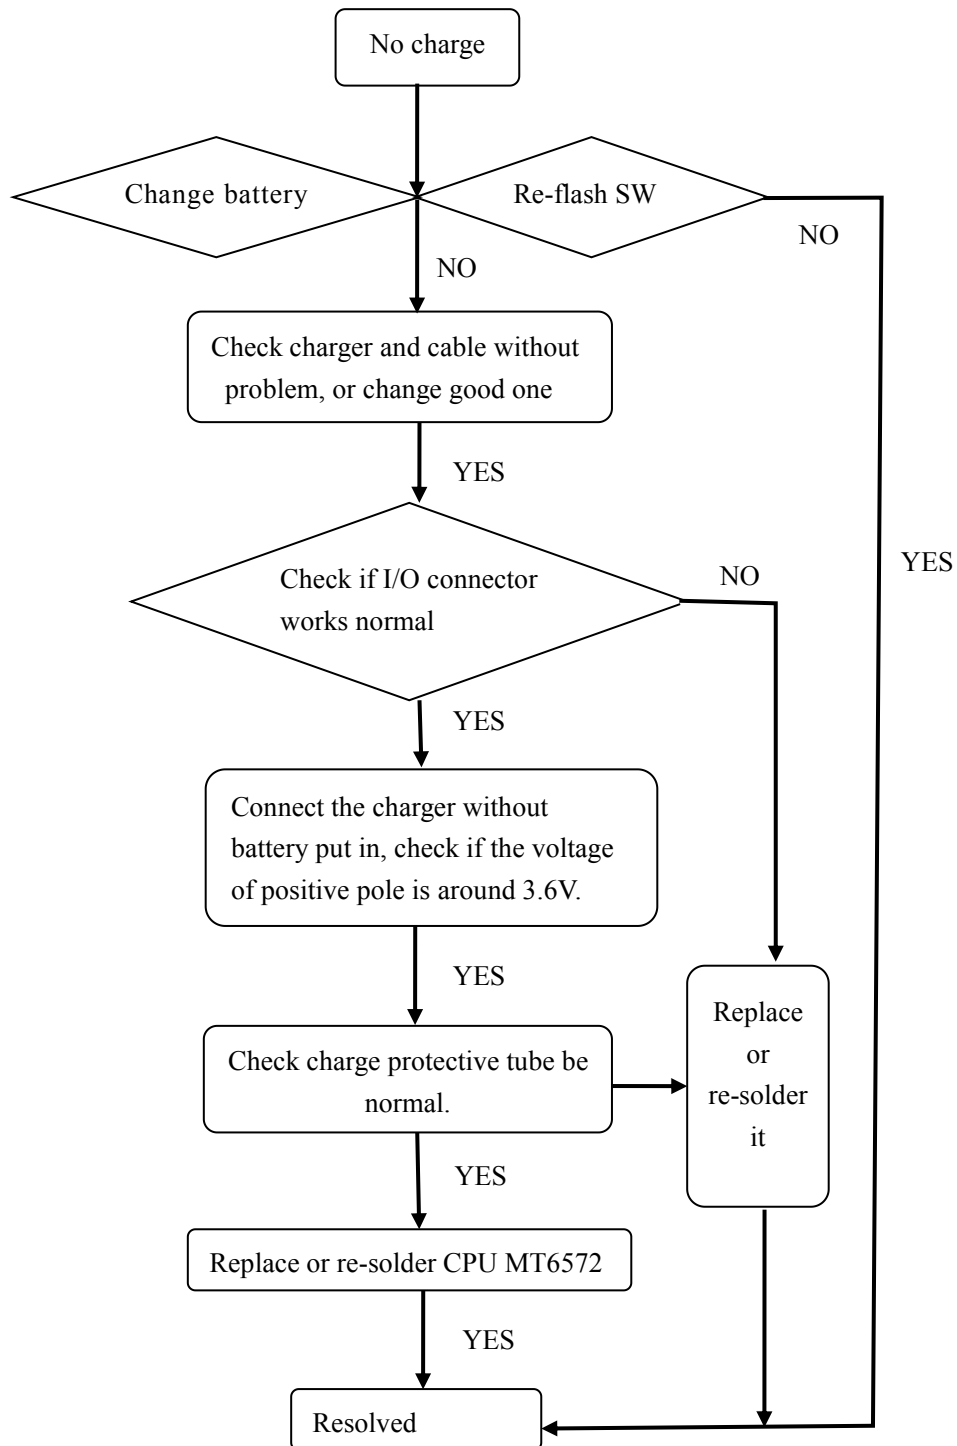 No charge
Change battery
Re-flash SW
NO
NO
Check charger and cable without
problem, or change good one
YES
Check if I/O connector
works normal
NO
YES
YES
Connect the charger without
battery put in, check if the voltage
of positive pole is around 3.6V.
YES
Check charge protective tube be
normal.
Replace
or
re-solder
it
YES
Replace or re-solder CPU MT6572
YES
Resolved